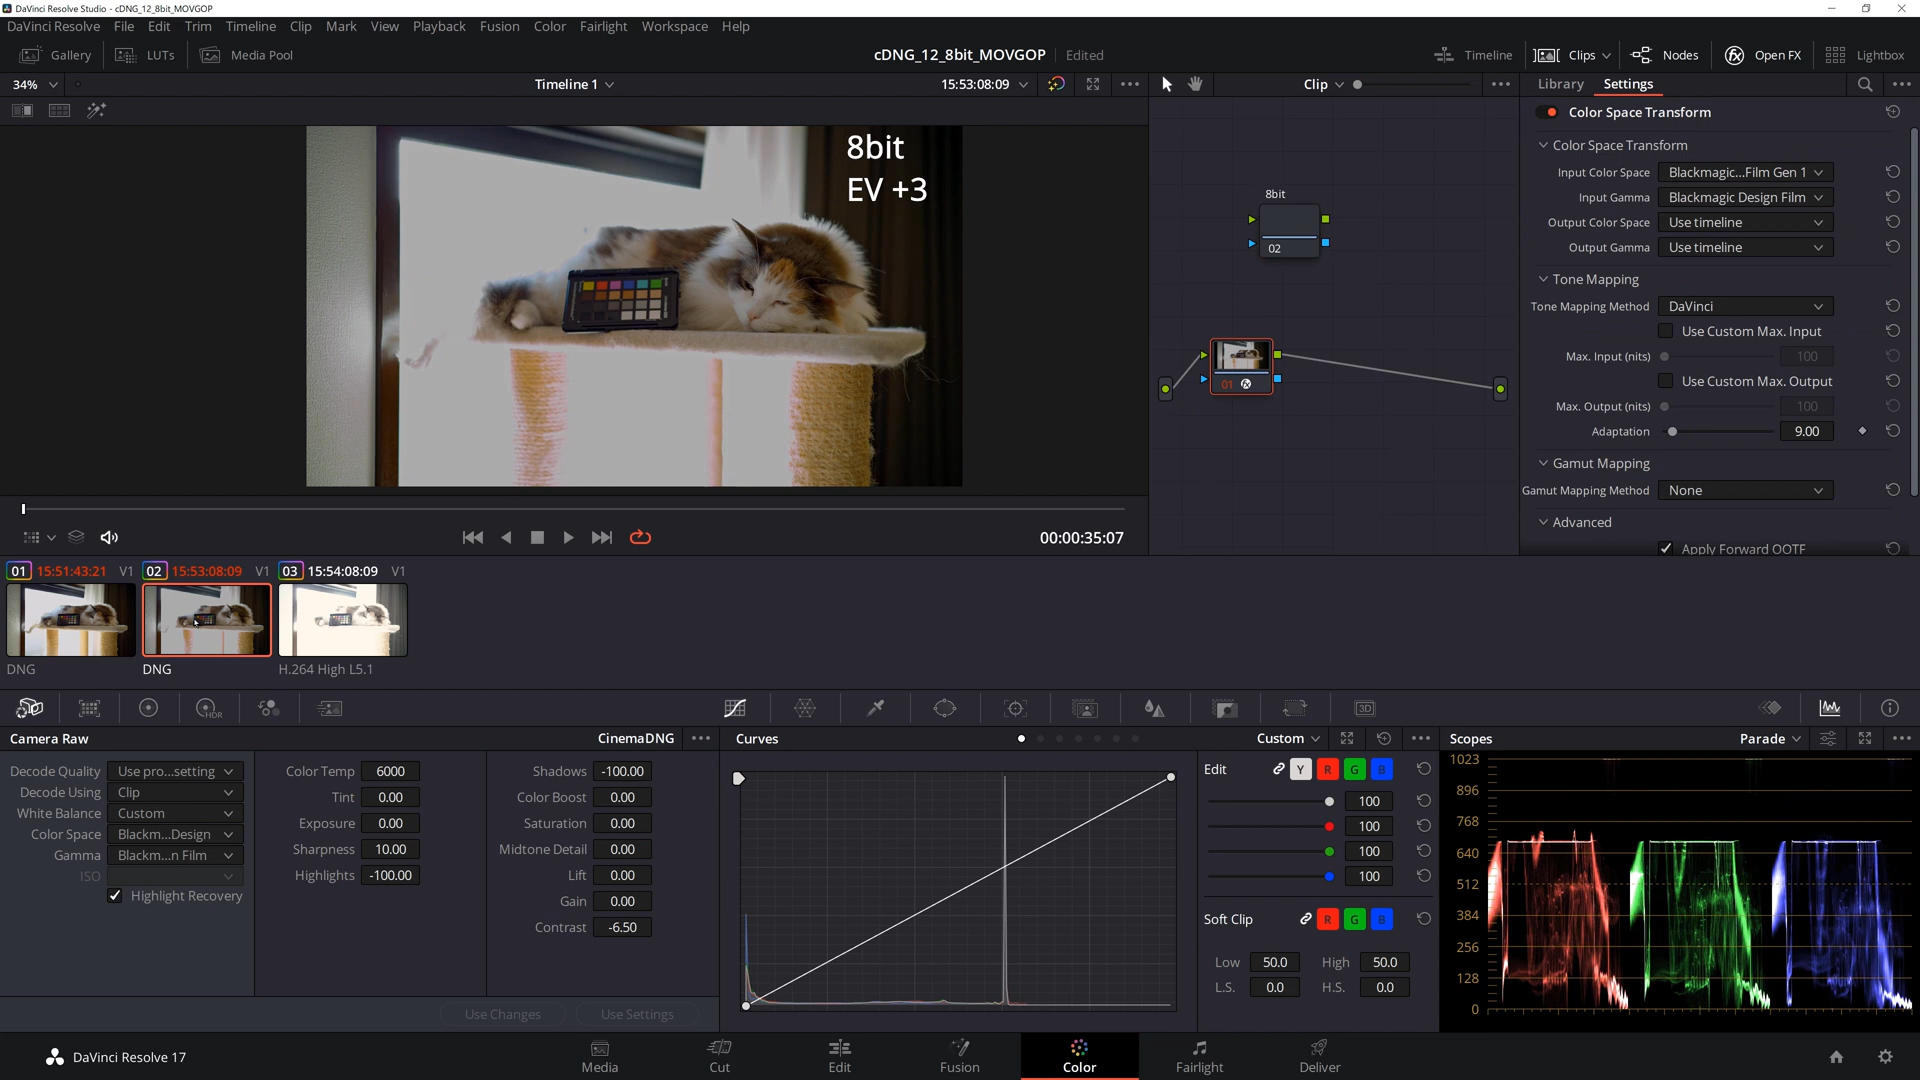 DaVinci Resolve Studio - cDNG_12_8bit_MOVGOP
DaVinci Resolve File Edit Trim Timeline Clip Mark View Playback Fusion Color Fairlight Workspace Help
Gallery LUTs Media Pool cDNG_12_8bit_MOVGOP Edited Timeline Clips Nodes Open FX Lightbox
34% Timeline 1 15:53:08:09 Clip Library Settings
8bit
EV +3
00:00:35:07
8bit
02
01
Color Space Transform
Color Space Transform
Input Color Space Blackmagic...Film Gen 1
Input Gamma Blackmagic Design Film
Output Color Space Use timeline
Output Gamma Use timeline
Tone Mapping
Tone Mapping Method DaVinci
Use Custom Max. Input
Max. Input (nits) 100
Use Custom Max. Output
Max. Output (nits) 100
Adaptation 9.00
Gamut Mapping
Gamut Mapping Method None
Advanced
Apply Forward OOTF
01 15:51:43:21 V1 02 15:53:08:09 V1 03 15:54:08:09 V1
DNG DNG H.264 High L5.1
HDR 3D
Camera Raw CinemaDNG
Decode Quality Use pro...setting
Decode Using Clip
White Balance Custom
Color Space Blackm...Design
Gamma Blackm...n Film
ISO
Highlight Recovery
Color Temp 6000
Tint 0.00
Exposure 0.00
Sharpness 10.00
Highlights -100.00
Shadows -100.00
Color Boost 0.00
Saturation 0.00
Midtone Detail 0.00
Lift 0.00
Gain 0.00
Contrast -6.50
Use Changes Use Settings
Curves Custom
Edit Y R G B
100
100
100
100
Soft Clip R G B
Low 50.0 High 50.0
L.S. 0.0 H.S. 0.0
Scopes Parade
1023
896
768
640
512
384
256
128
0
DaVinci Resolve 17 Media Cut Edit Fusion Color Fairlight Deliver